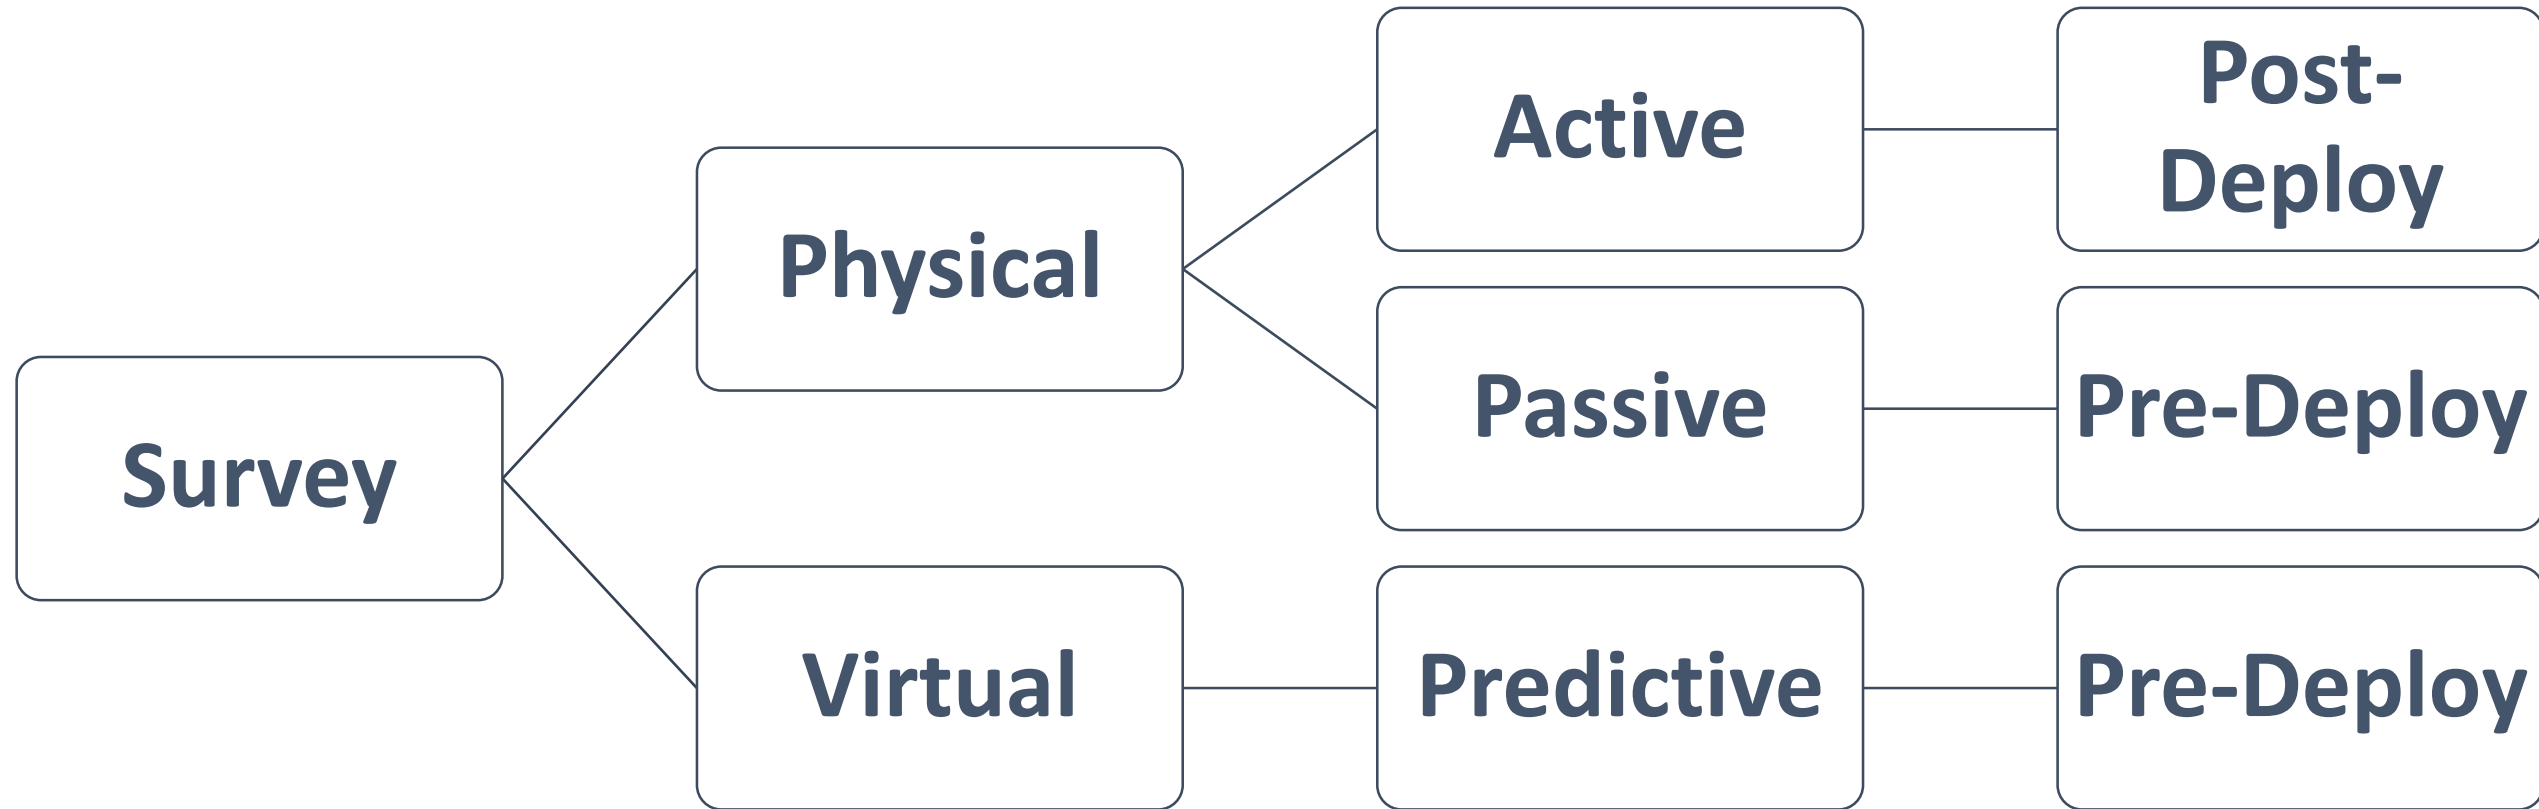 Survey
Physical
Active
Post-
Deploy
Passive
Pre-Deploy
Virtual
Predictive
Pre-Deploy